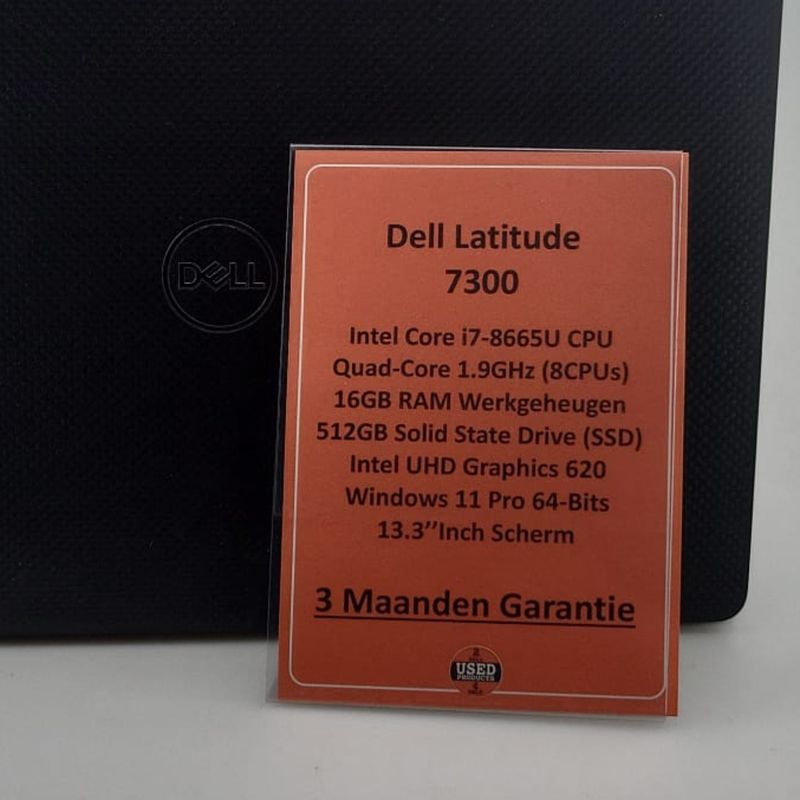 DELL
Dell Latitude
7300
Intel Core i7-8665U CPU
Quad-Core 1.9GHz (8CPUs)
16GB RAM Werkgeheugen
512GB Solid State Drive (SSD)
Intel UHD Graphics 620
Windows 11 Pro 64-Bits
13.3’’Inch Scherm
3 Maanden Garantie
USED
PRODUCTS